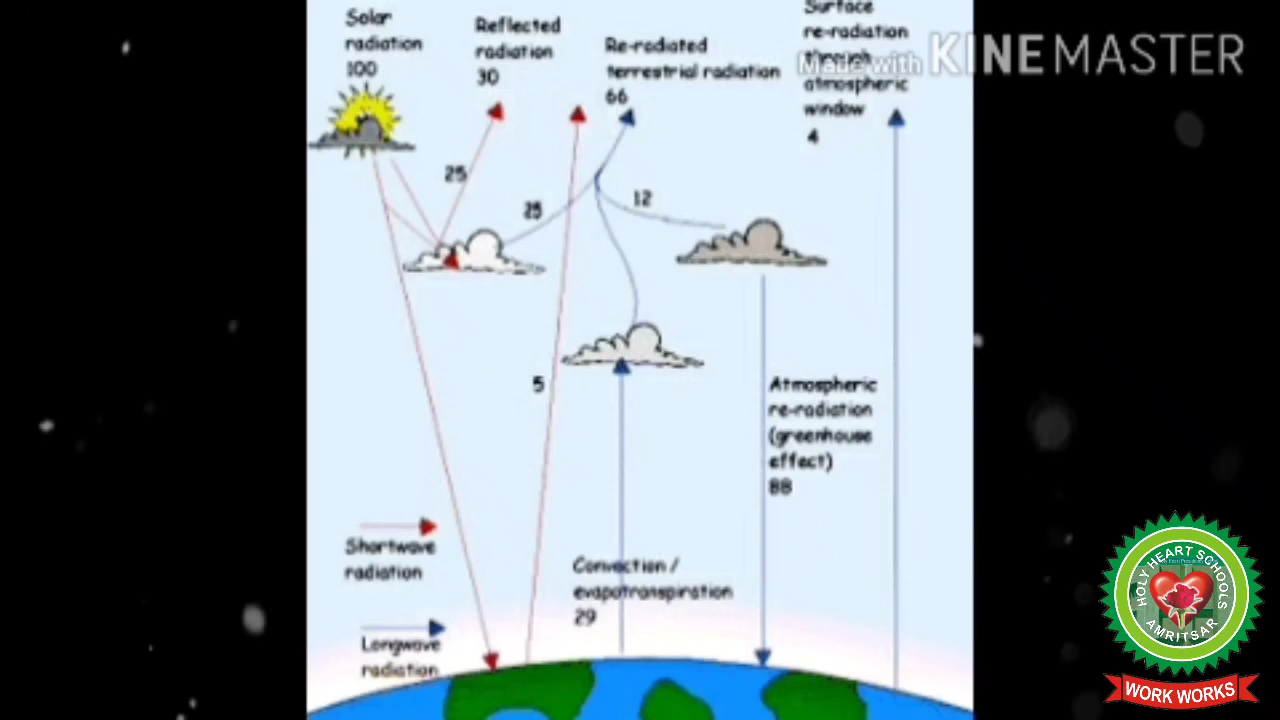 Solar
radiation
100
Reflected
radiation
30
Re-radiated
terrestrial radiation
66
Surface
re-radiation
through
atmospheric
window
4
Made with KINEMASTER
25
25
12
5
Atmospheric
re-radiation
(greenhouse
effect)
88
Shortwave
radiation
Convection /
evapotranspiration
29
Longwave
radiation
HOLY HEART SCHOOLS
AMRITSAR
WORK WORKS